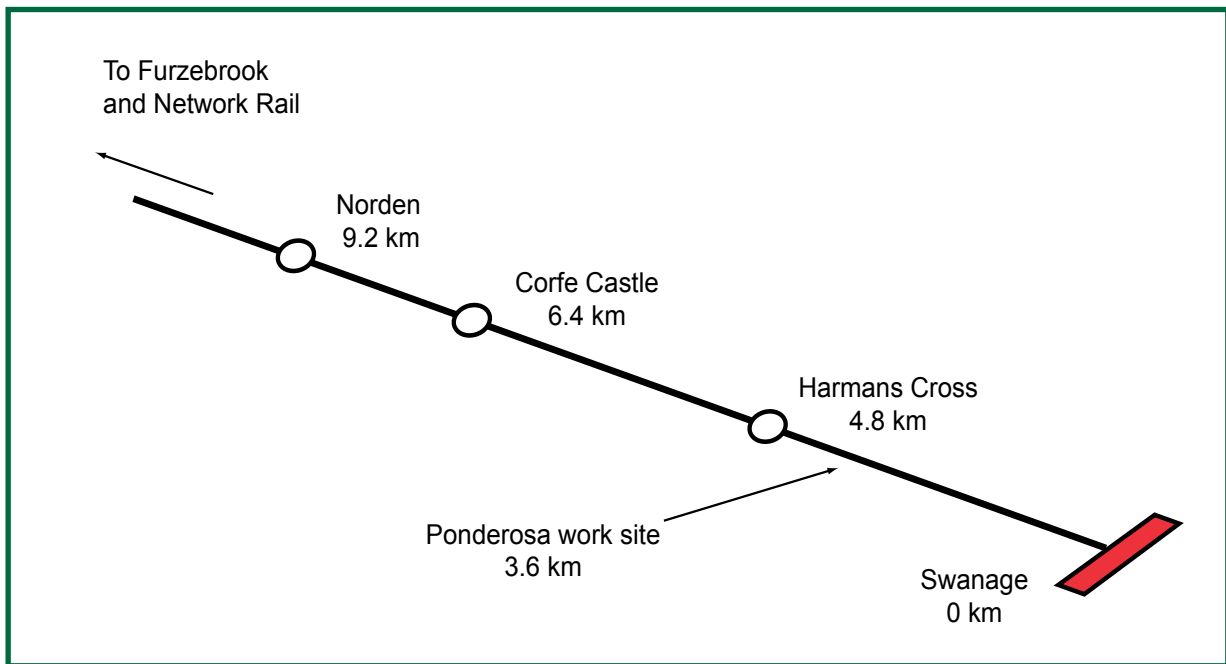 To Furzebrook
and Network Rail
Norden
9.2 km
Corfe Castle
6.4 km
Harmans Cross
4.8 km
Ponderosa work site
3.6 km
Swanage
0 km